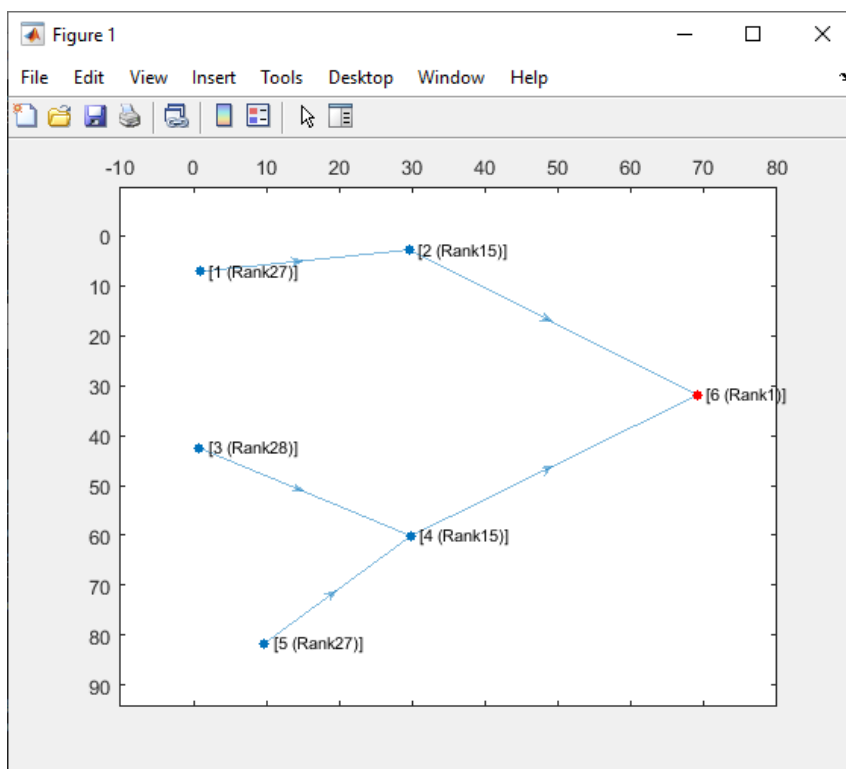 Figure 1
File Edit View Insert Tools Desktop Window Help
-10 0 10 20 30 40 50 60 70 80
0
[2 (Rank15)]
[1 (Rank27)]
10
20
30
[6 (Rank1)]
40
[3 (Rank28)]
50
60
[4 (Rank15)]
70
80
[5 (Rank27)]
90